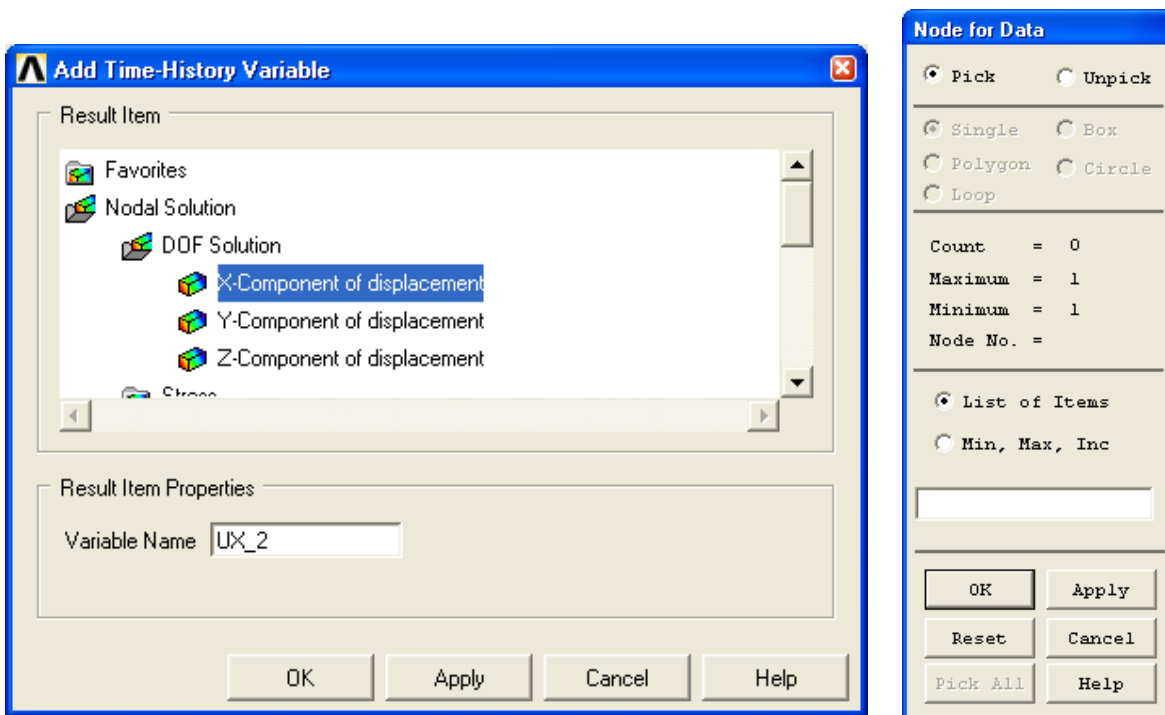 Add Time-History Variable
Result Item
Favorites
Nodal Solution
DOF Solution
X-Component of displacement
Y-Component of displacement
Z-Component of displacement
Result Item Properties
Variable Name UX_2
OK Apply Cancel Help
Node for Data
Pick Unpick
Single Box
Polygon Circle
Loop
Count = 0
Maximum = 1
Minimum = 1
Node No. =
List of Items
Min, Max, Inc
OK Apply
Reset Cancel
Pick All Help